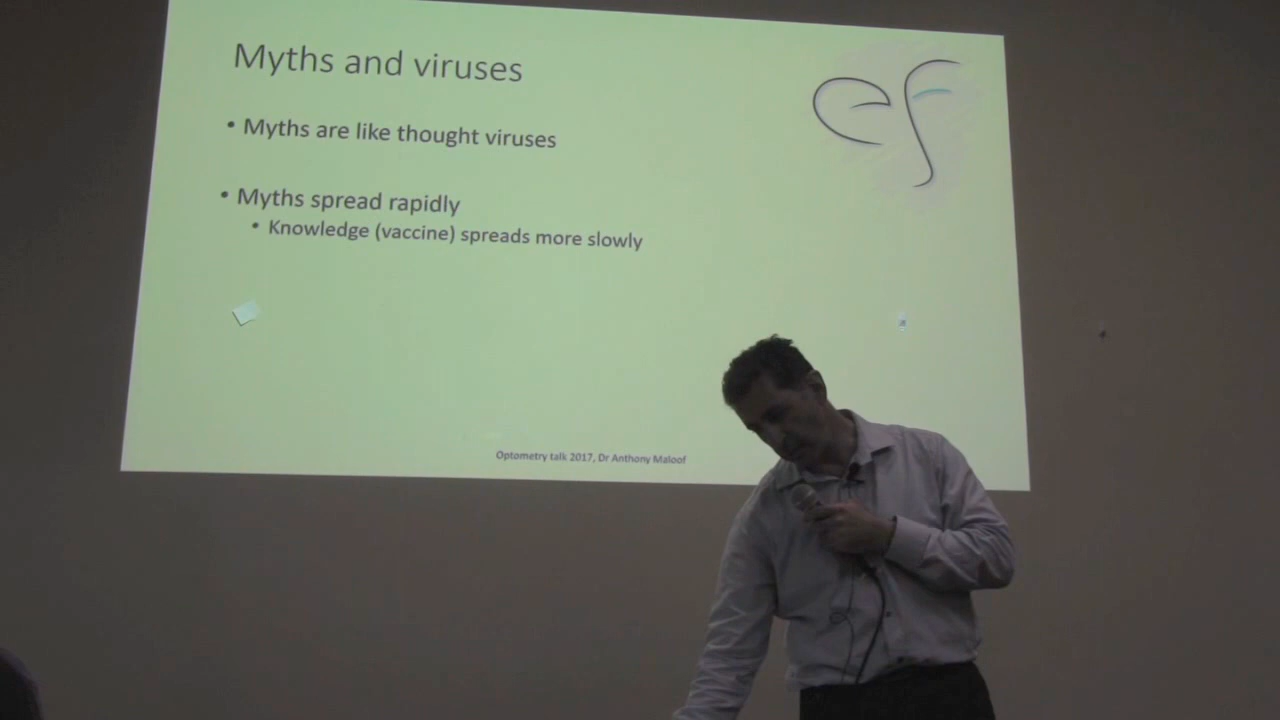 Myths and viruses
• Myths are like thought viruses
• Myths spread rapidly
• Knowledge (vaccine) spreads more slowly
ef
Optometry talk 2017, Dr Anthony Maloof